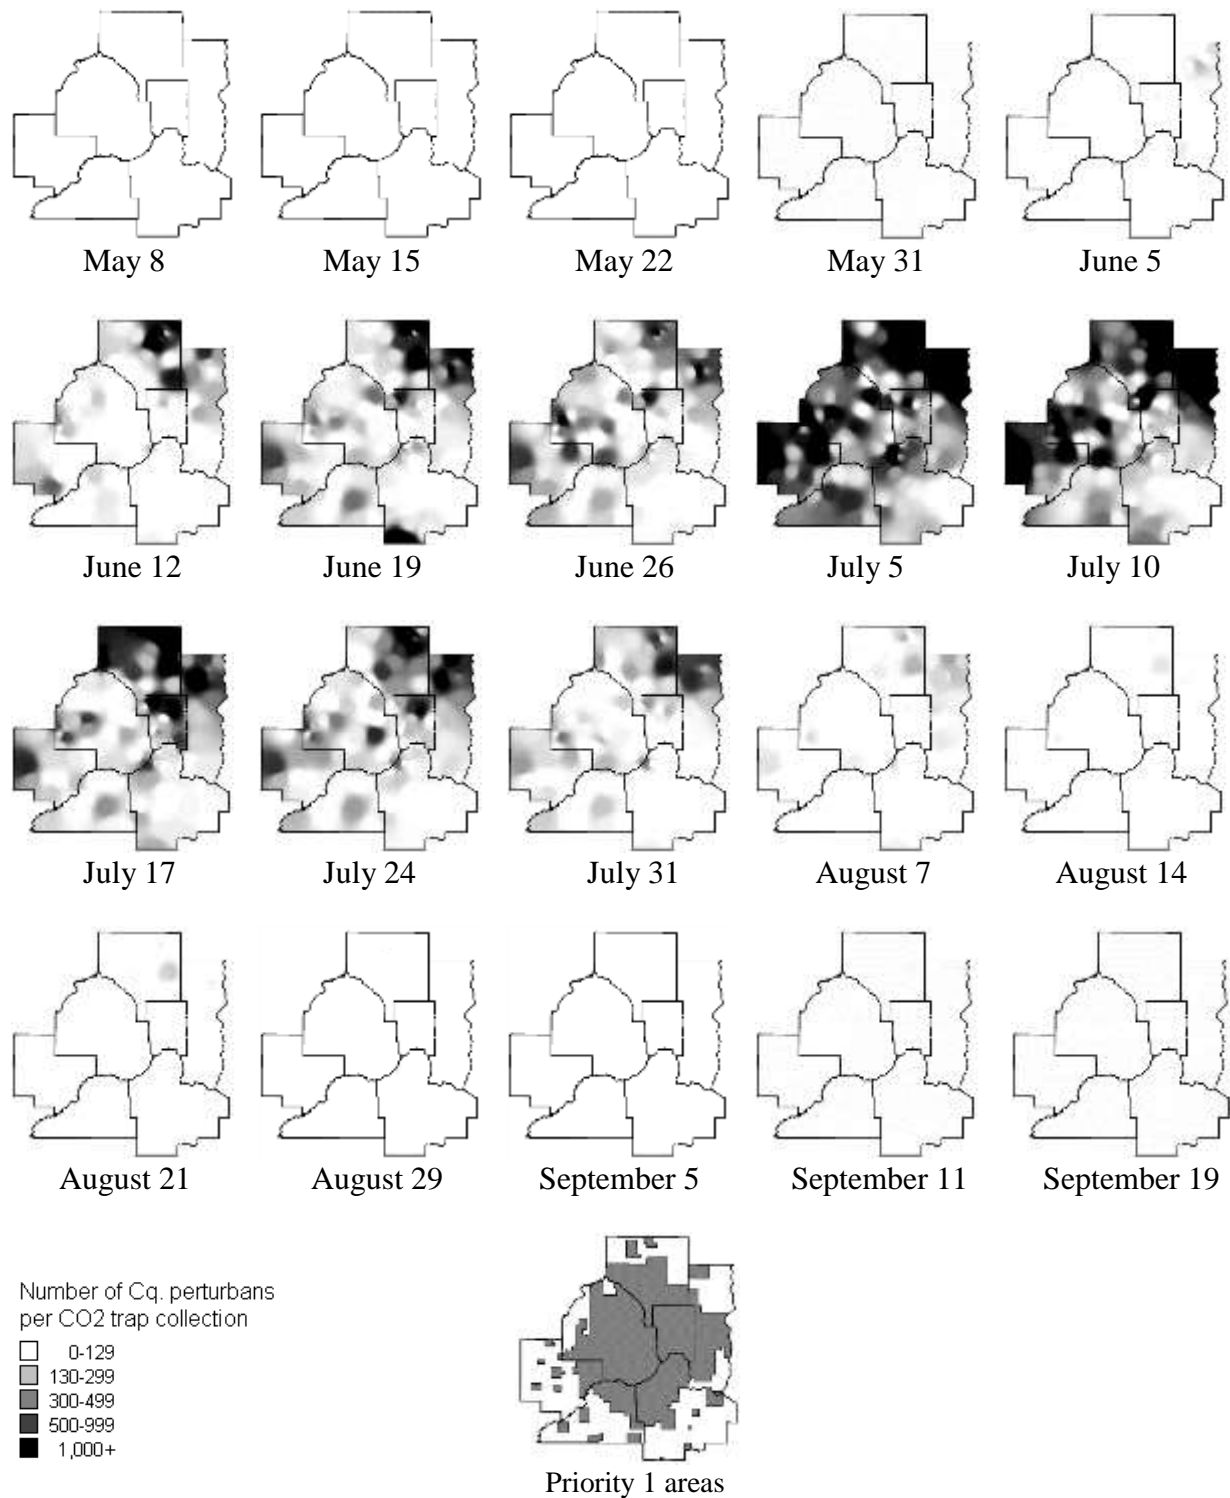 May 8
May 15
May 22
May 31
June 5
June 12
June 19
June 26
July 5
July 10
July 17
July 24
July 31
August 7
August 14
August 21
August 29
September 5
September 11
September 19
Number of Cq. perturbans
per CO2 trap collection
0-129
130-299
300-499
500-999
1,000+
Priority 1 areas